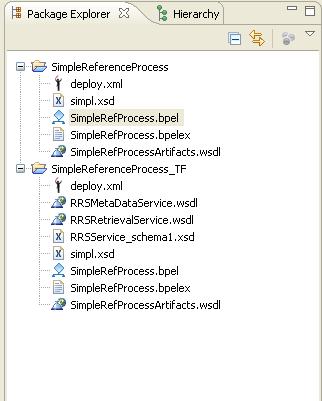 Package Explorer
Hierarchy
SimpleReferenceProcess
deploy.xml
simpl.xsd
SimpleRefProcess.bpel
SimpleRefProcess.bpelex
SimpleRefProcessArtifacts.wsdl
SimpleReferenceProcess_TF
deploy.xml
RRSMetaDataService.wsdl
RRSRetrievalService.wsdl
RRSService_schema1.xsd
simpl.xsd
SimpleRefProcess.bpel
SimpleRefProcess.bpelex
SimpleRefProcessArtifacts.wsdl